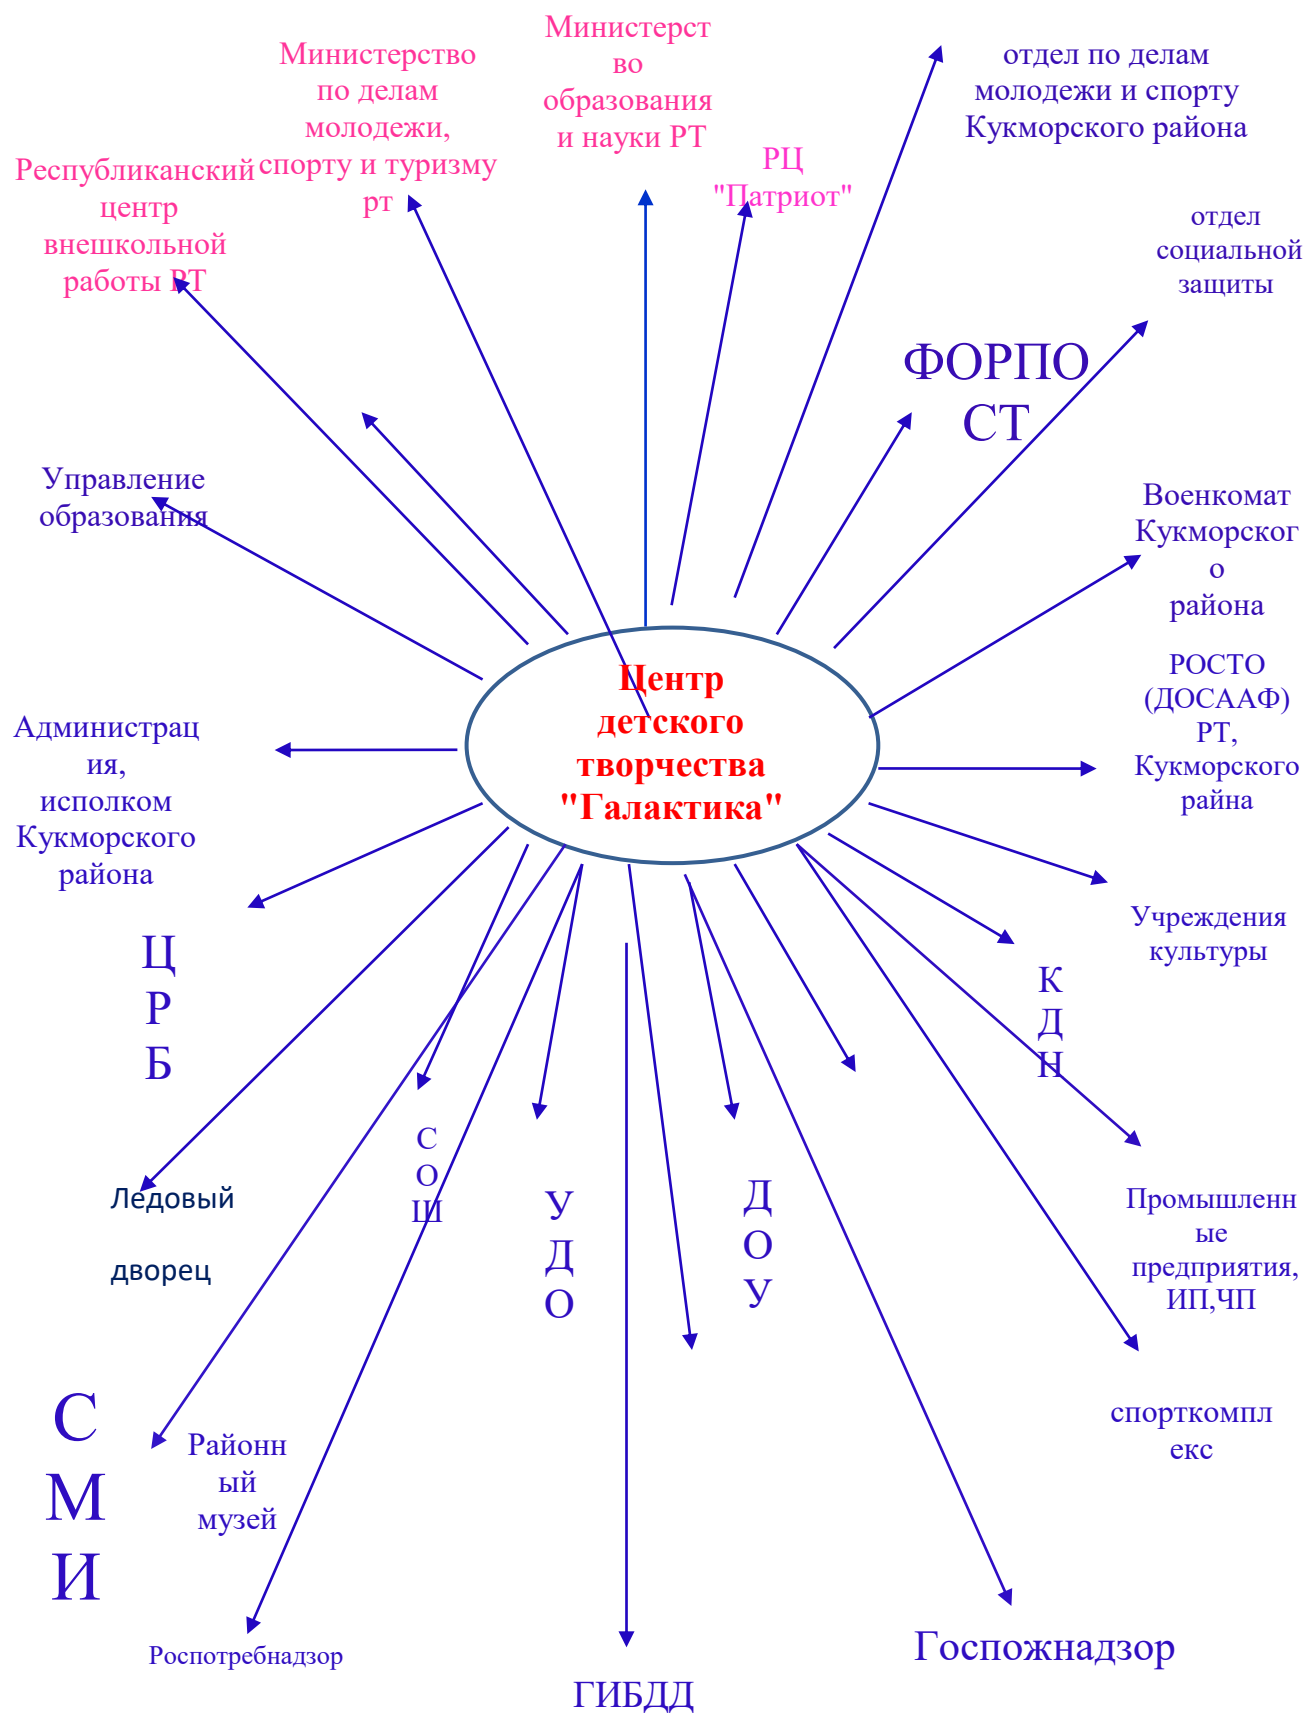 Министерст
во
образования
и науки РТ
Министерство
по делам
молодежи,
спорту и туризму
рт
отдел по делам
молодежи и спорту
Кукморского района
РЦ
"Патриот"
Республиканский
центр
внешкольной
работы РТ
отдел
социальной
защиты
ФОРПО
СТ
Управление
образования
Военкомат
Кукморског
о
района
Центр
детского
творчества
"Галактика"
РОСТО
(ДОСААФ)
РТ,
Кукморского
райна
Администрац
ия,
исполком
Кукморского
района
Учреждения
культуры
Ц
Р
Б
К
Д
Н
С
О
Ш
У
Д
О
Д
О
У
Ледовый
дворец
Промышленн
ые
предприятия,
ИП,ЧП
С
М
И
Районн
ый
музей
спорткомпл
екс
Роспотребнадзор
ГИБДД
Госпожнадзор